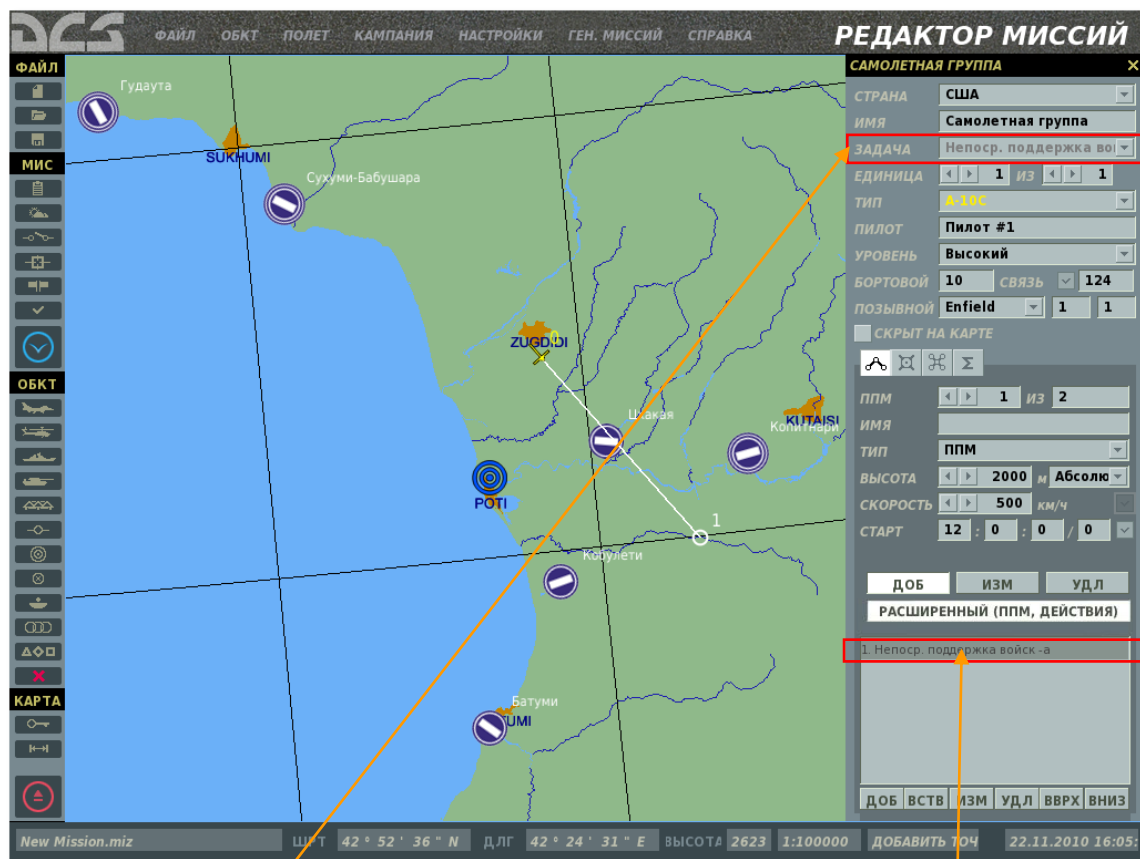 DCS
ФАЙЛ ОБКТ ПОЛЕТ КАМПАНИЯ НАСТРОЙКИ ГЕН. МИССИЙ СПРАВКА
РЕДАКТОР МИССИЙ
ФАЙЛ
МИС
ОБКТ
КАРТА
Гудаута
SUKHUMI
Сухуми-Бабушара
0
ZUGDIDI
Цхакая
KUTAISI
Копитнари
POTI
1
Кобулети
Батуми
TUMI
САМОЛЕТНАЯ ГРУППА X
СТРАНА США
ИМЯ Самолетная группа
ЗАДАЧА Непоср. поддержка вой
ЕДИНИЦА 1 ИЗ 1
ТИП A-10C
ПИЛОТ Пилот #1
УРОВЕНЬ Высокий
БОРТОВОЙ 10 СВЯЗЬ 124
ПОЗЫВНОЙ Enfield 1 1
СКРЫТ НА КАРТЕ
Σ
ППМ 1 ИЗ 2
ИМЯ
ТИП ППМ
ВЫСОТА 2000 м Абсолю
СКОРОСТЬ 500 км/ч
СТАРТ 12 : 0 : 0 / 0
ДОБ ИЗМ УДЛ
РАСШИРЕННЫЙ (ППМ, ДЕЙСТВИЯ)
1. Непоср. поддержка войск -а
ДОБ ВСТВ ИЗМ УДЛ ВВРХ ВНИЗ
New Mission.miz ШРТ 42 ° 52 ' 36 " N ДЛГ 42 ° 24 ' 31 " E ВЫСОТА 2623 1:100000 ДОБАВИТЬ ТОЧ 22.11.2010 16:05: